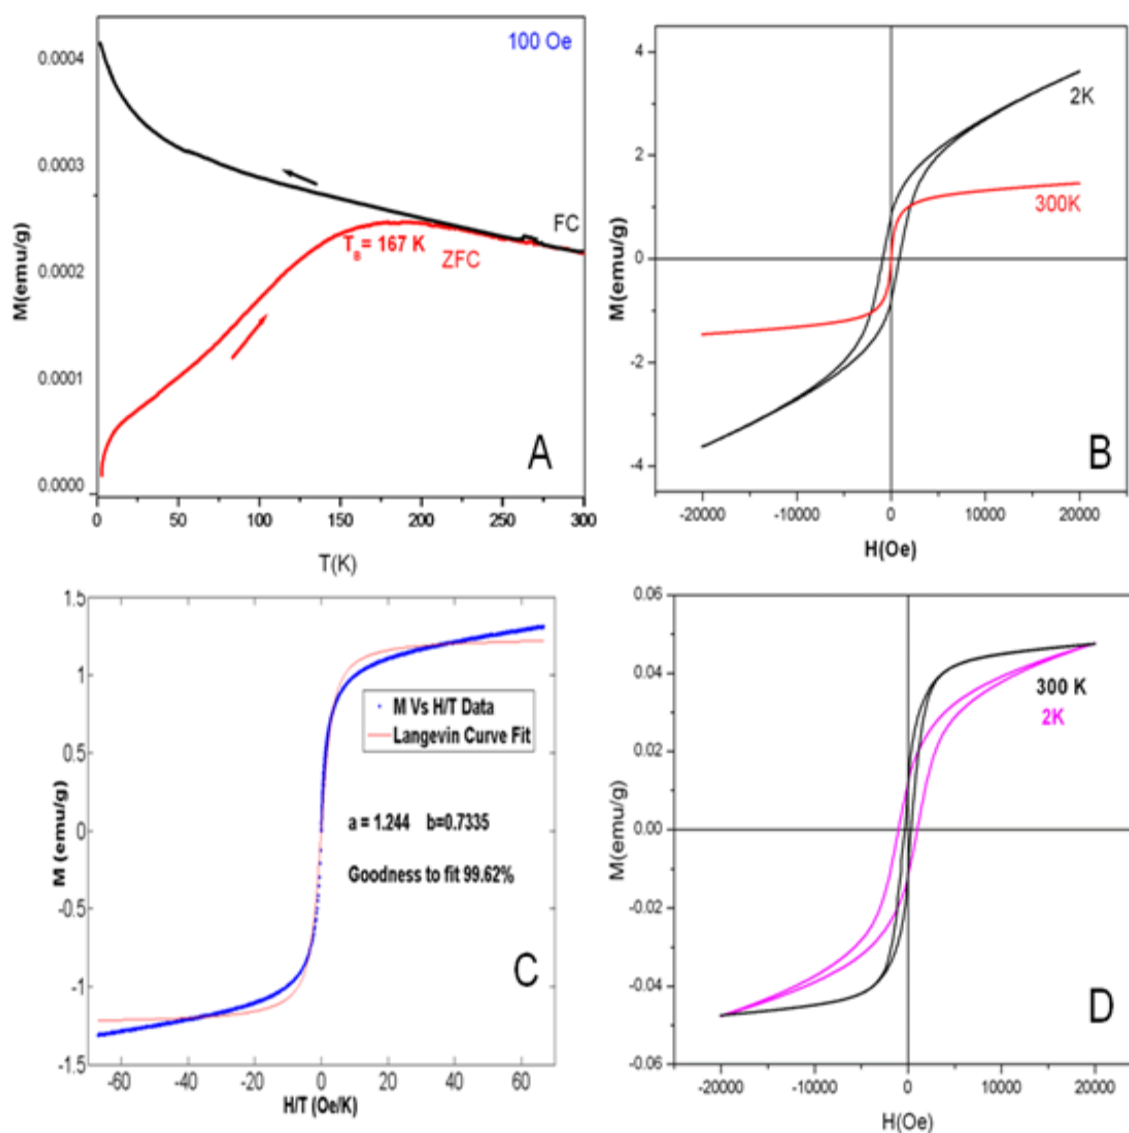 100 Oe
0.0004
0.0003
0.0002
0.0001
0.0000
M(emu/g)
FC
T_B = 167 K
ZFC
A
0 50 100 150 200 250 300
T(K)
4
2
0
-2
-4
M(emu/g)
2K
300K
B
-20000 -10000 0 10000 20000
H(Oe)
1.5
1
0.5
0
-0.5
-1
-1.5
M (emu/g)
M Vs H/T Data
Langevin Curve Fit
a = 1.244 b=0.7335
Goodness to fit 99.62%
C
-60 -40 -20 0 20 40 60
H/T (Oe/K)
0.06
0.04
0.02
0.00
-0.02
-0.04
-0.06
M(emu/g)
300 K
2K
D
-20000 -10000 0 10000 20000
H(Oe)